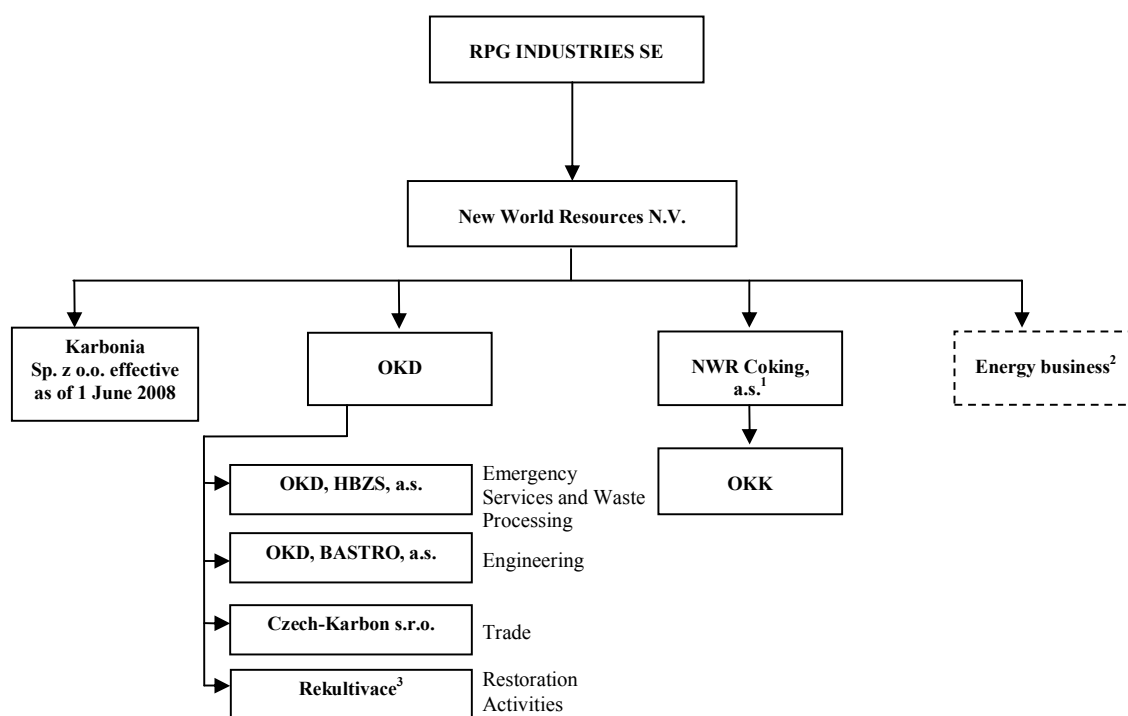 RPG INDUSTRIES SE
New World Resources N.V.
Karbonia
Sp. z o.o. effective
as of 1 June 2008
OKD
NWR Coking,
a.s.1
Energy business2
OKK
OKD, HBZS, a.s.
Emergency
Services and Waste
Processing
OKD, BASTRO, a.s.
Engineering
Czech-Karbon s.r.o.
Trade
Rekultivace3
Restoration
Activities